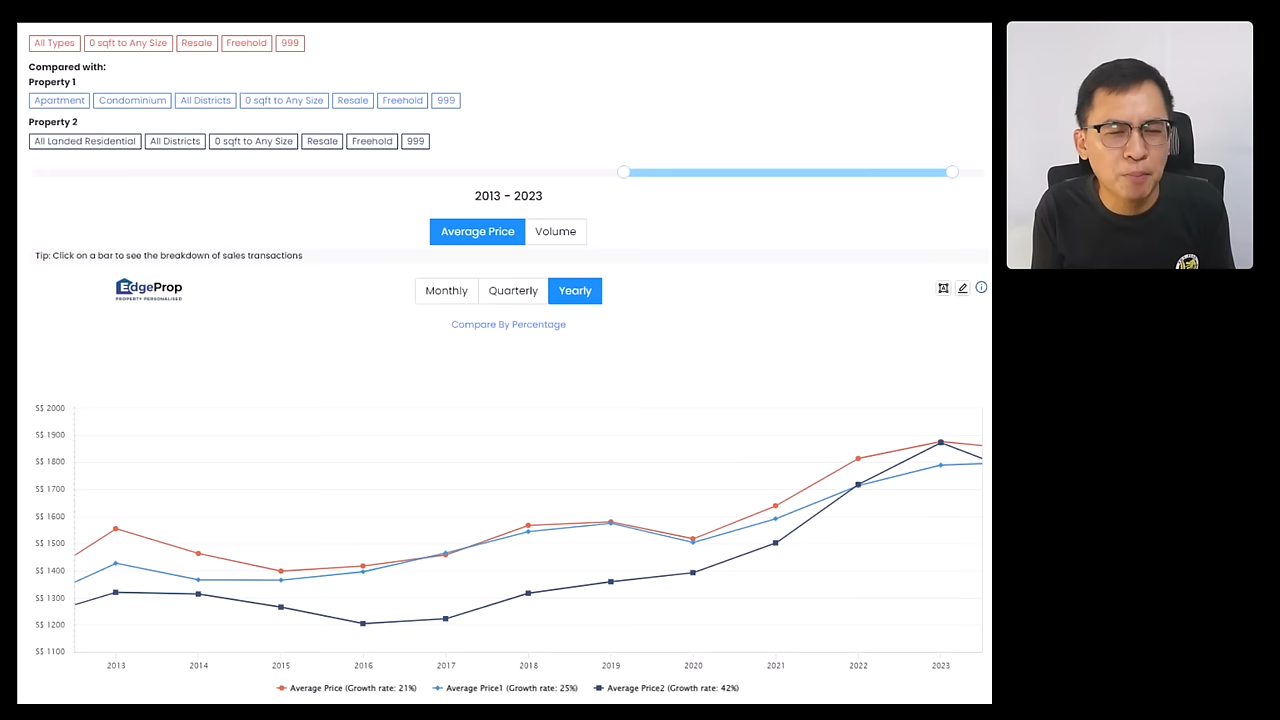 All Types 0 sqft to Any Size Resale Freehold 999
Compared with:
Property 1
Apartment Condominium All Districts 0 sqft to Any Size Resale Freehold 999
Property 2
All Landed Residential All Districts 0 sqft to Any Size Resale Freehold 999
2013 - 2023
Average Price Volume
Tip: Click on a bar to see the breakdown of sales transactions
EdgeProp
PROPERTY PERSONALISED
Monthly Quarterly Yearly
Compare By Percentage
S$ 2000
S$ 1900
S$ 1800
S$ 1700
S$ 1600
S$ 1500
S$ 1400
S$ 1300
S$ 1200
S$ 1100
2013 2014 2015 2016 2017 2018 2019 2020 2021 2022 2023
Average Price (Growth rate: 21%) Average Price1 (Growth rate: 25%) Average Price2 (Growth rate: 42%)